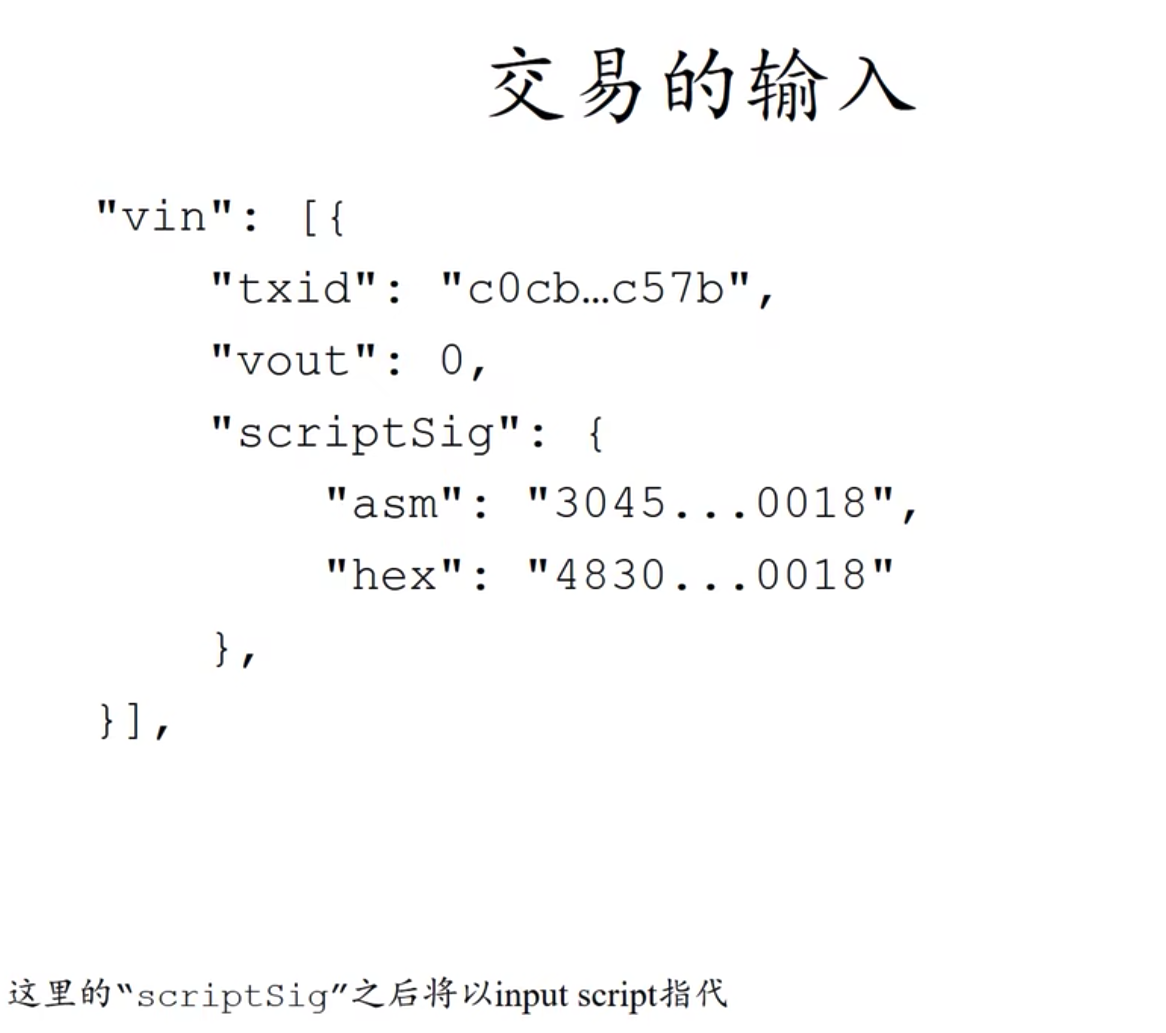 交易的输入
"vin": [{
"txid": "c0cb…c57b",
"vout": 0,
"scriptSig": {
"asm": "3045...0018",
"hex": "4830...0018"
},
}],
这里的“scriptSig”之后将以input script指代